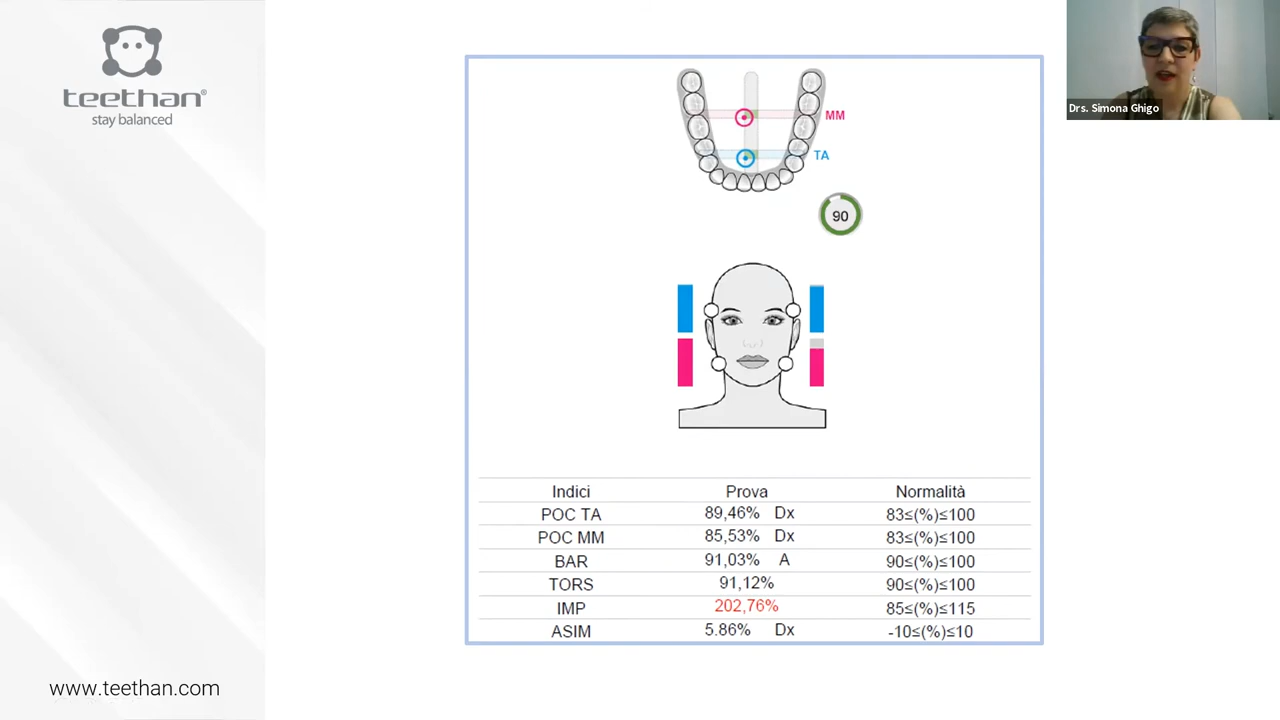 teethan®
stay balanced
www.teethan.com
MM
TA
90
Indici Prova Normalità
POC TA 89,46% Dx 83≤(%)≤100
POC MM 85,53% Dx 83≤(%)≤100
BAR 91,03% A 90≤(%)≤100
TORS 91,12% 90≤(%)≤100
IMP 202,76% 85≤(%)≤115
ASIM 5.86% Dx -10≤(%)≤10
Drs. Simona Ghigo